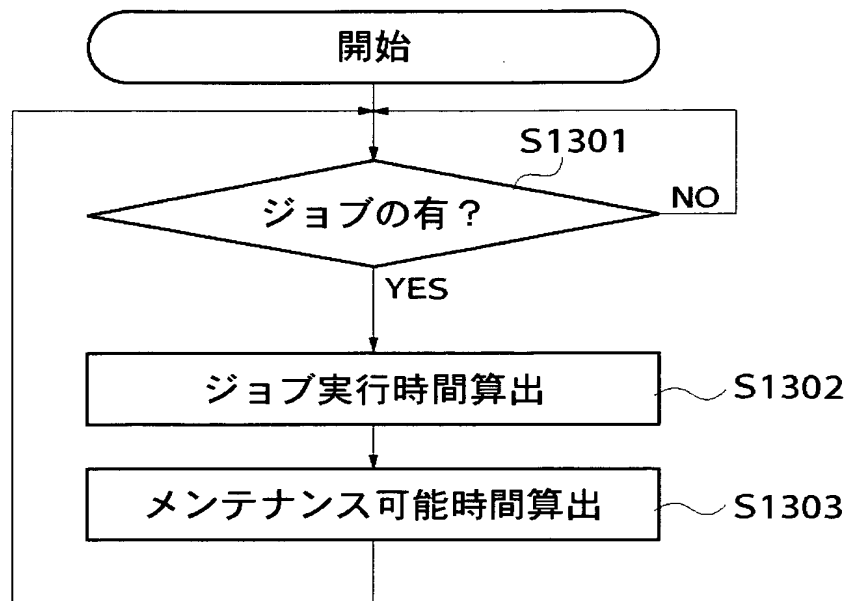 開始
S1301
ジョブの有？
NO
YES
ジョブ実行時間算出
S1302
メンテナンス可能時間算出
S1303